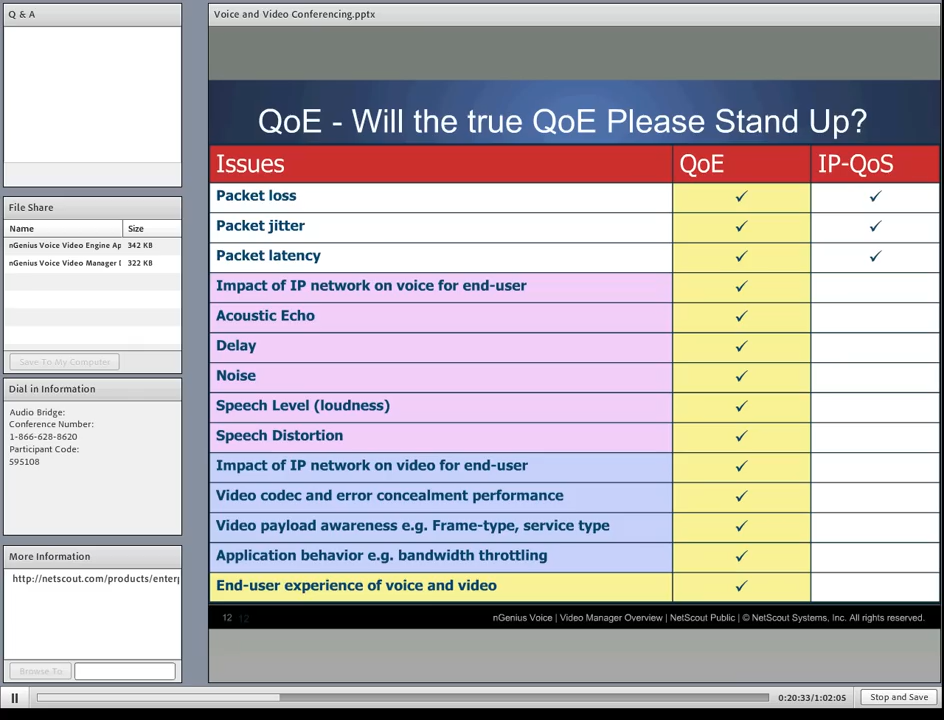 Q & A
File Share
Name Size
nGenius Voice Video Engine Ap 342 KB
nGenius Voice Video Manager 322 KB
Save To My Computer
Dial in Information
Audio Bridge:
Conference Number:
1-866-628-8620
Participant Code:
595108
More Information
http://netscout.com/products/enter
Browse To
Voice and Video Conferencing.pptx
QoE - Will the true QoE Please Stand Up?
Issues QoE IP-QoS
Packet loss ✓ ✓
Packet jitter ✓ ✓
Packet latency ✓ ✓
Impact of IP network on voice for end-user ✓
Acoustic Echo ✓
Delay ✓
Noise ✓
Speech Level (loudness) ✓
Speech Distortion ✓
Impact of IP network on video for end-user ✓
Video codec and error concealment performance ✓
Video payload awareness e.g. Frame-type, service type ✓
Application behavior e.g. bandwidth throttling ✓
End-user experience of voice and video ✓
12 12 nGenius Voice | Video Manager Overview | NetScout Public | © NetScout Systems, Inc. All rights reserved.
0:20:33/1:02:05 Stop and Save